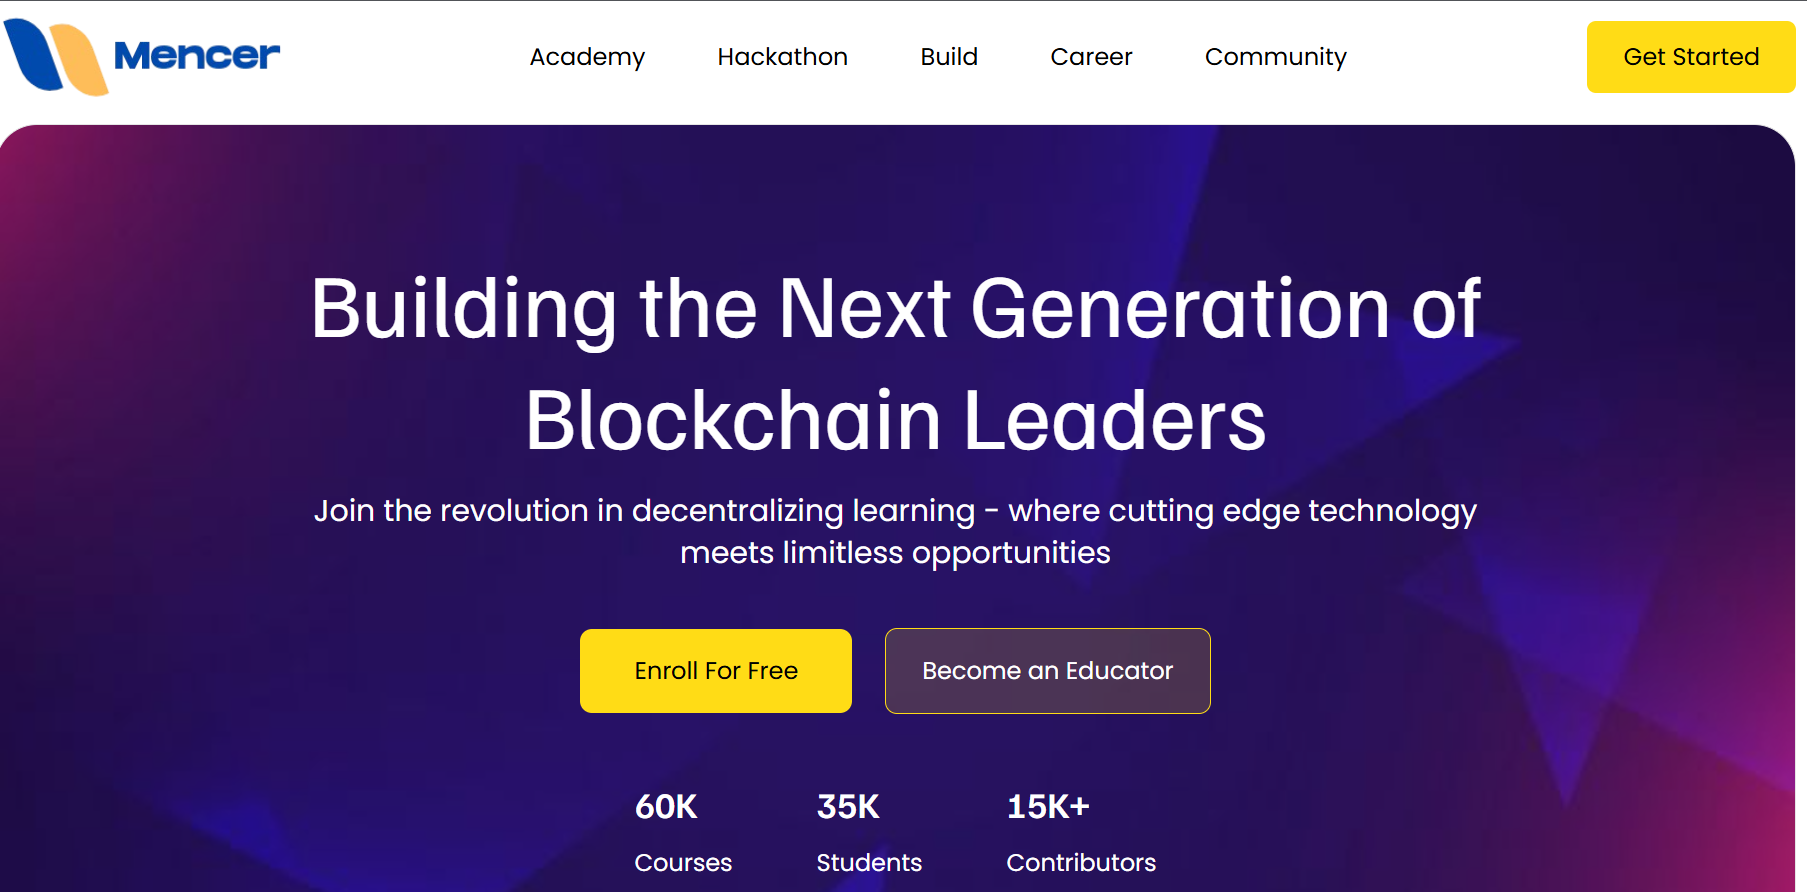 Mencer
Academy Hackathon Build Career Community
Get Started
Building the Next Generation of
Blockchain Leaders
Join the revolution in decentralizing learning - where cutting edge technology
meets limitless opportunities
Enroll For Free
Become an Educator
60K 35K 15K+
Courses Students Contributors